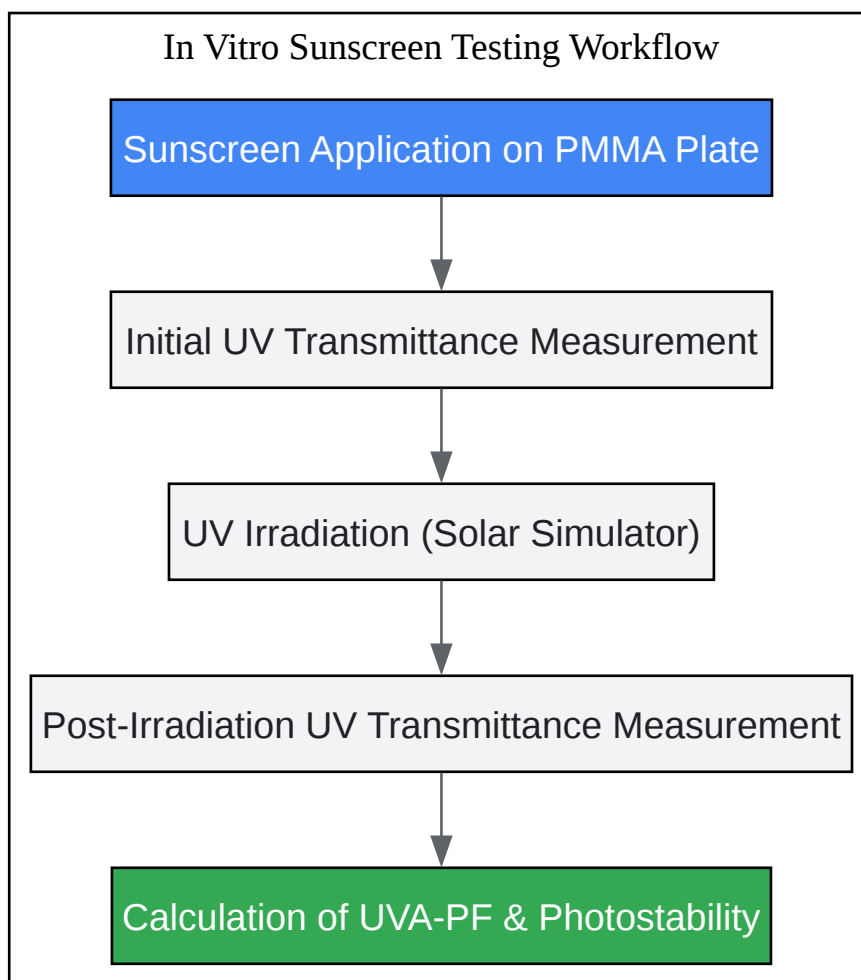 In Vitro Sunscreen Testing Workflow
Sunscreen Application on PMMA Plate
Initial UV Transmittance Measurement
UV Irradiation (Solar Simulator)
Post-Irradiation UV Transmittance Measurement
Calculation of UVA-PF & Photostability